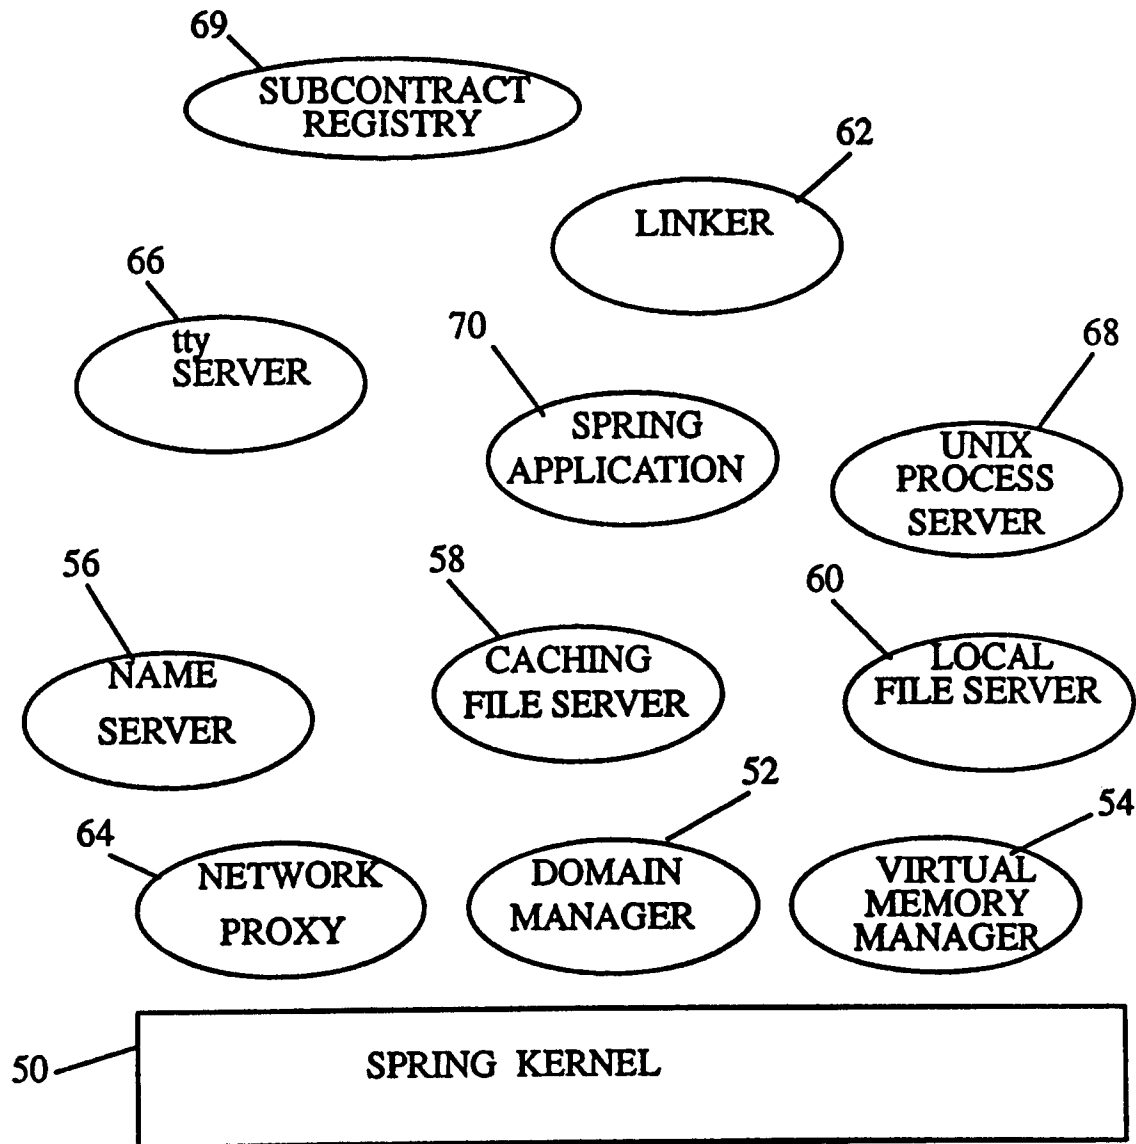 69
SUBCONTRACT
REGISTRY
62
LINKER
66
tty
SERVER
70
SPRING
APPLICATION
68
UNIX
PROCESS
SERVER
56
NAME
SERVER
58
CACHING
FILE SERVER
60
LOCAL
FILE SERVER
64
NETWORK
PROXY
52
DOMAIN
MANAGER
54
VIRTUAL
MEMORY
MANAGER
50
SPRING KERNEL